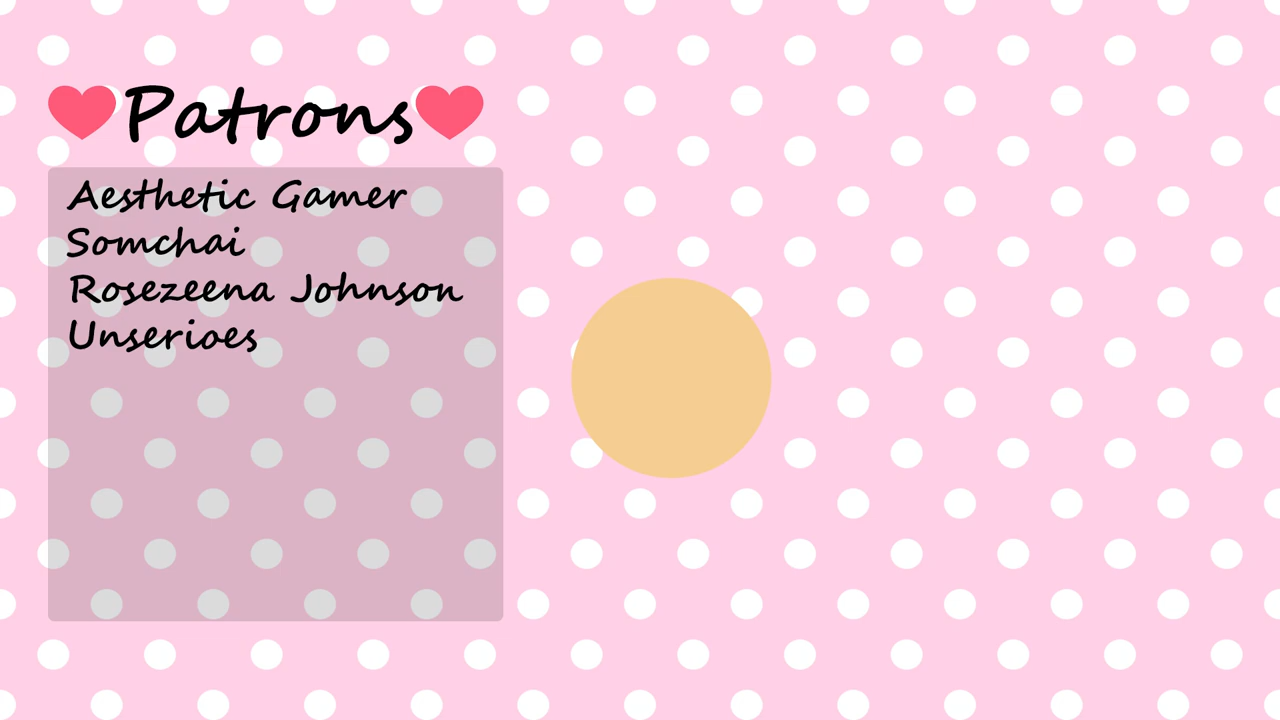 Patrons
Aesthetic Gamer
Somchai
Rosezeena Johnson
Unserioes